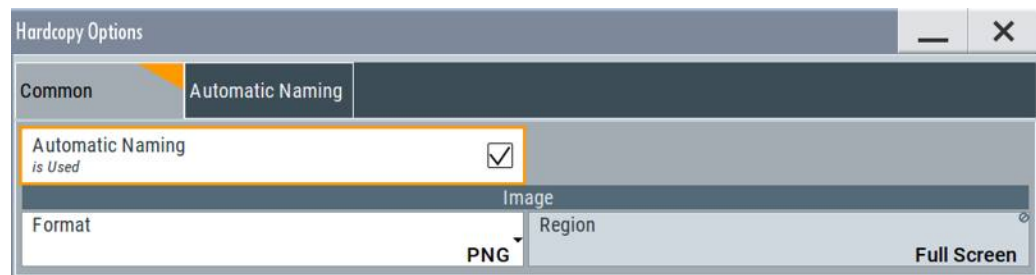 Hardcopy Options
Common
Automatic Naming
Automatic Naming
is Used
Image
Format
PNG
Region
Full Screen